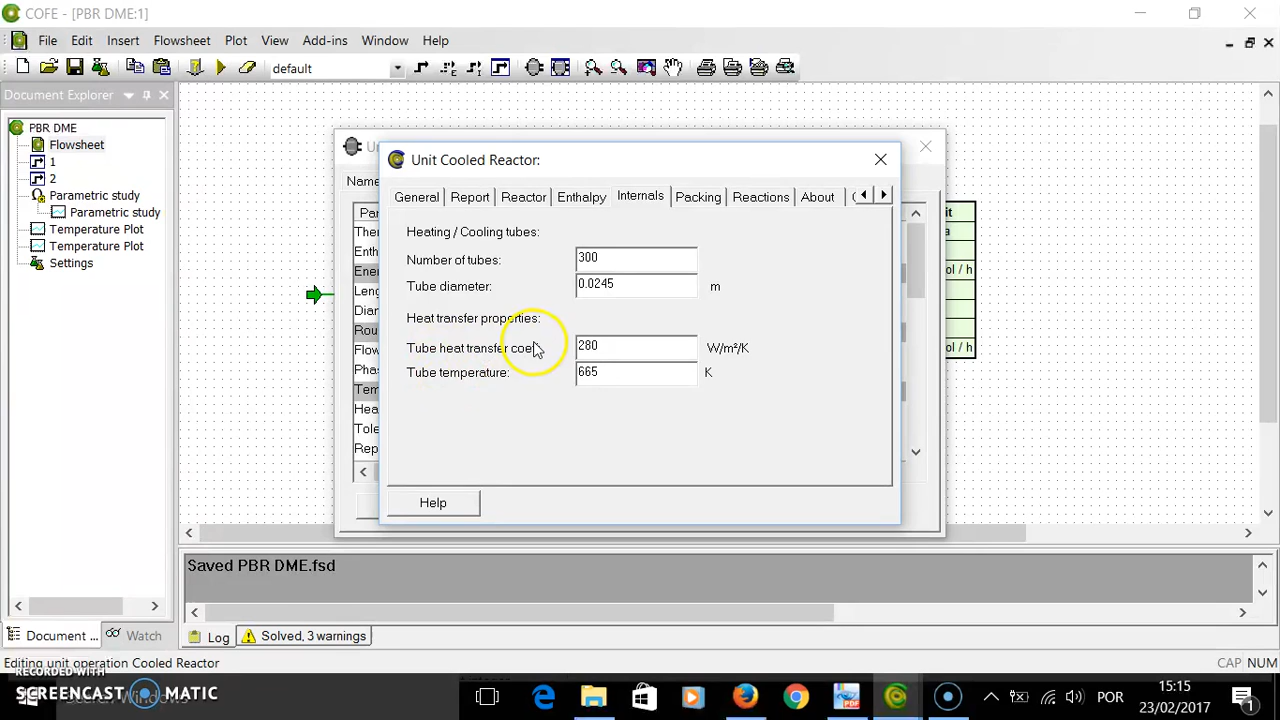 COFE - [PBR DME:1]
File Edit Insert Flowsheet Plot View Add-ins Window Help
default
Document Explorer
PBR DME
Flowsheet
1
2
Parametric study
Parametric study
Temperature Plot
Temperature Plot
Settings
Name
Unit Cooled Reactor:
General Report Reactor Enthalpy Internals Packing Reactions About
Heating / Cooling tubes:
Number of tubes: 300
Tube diameter: 0.0245 m
Heat transfer properties:
Tube heat transfer coe 280 W/m²/K
Tube temperature: 665 K
Help
ol / h
ol / h
Saved PBR DME.fsd
Document ... Watch
Log Solved, 3 warnings
Editing unit operation Cooled Reactor
CAP NUM
RECORDED WITH
SCREENCAST MATIC
POR
15:15
23/02/2017
1